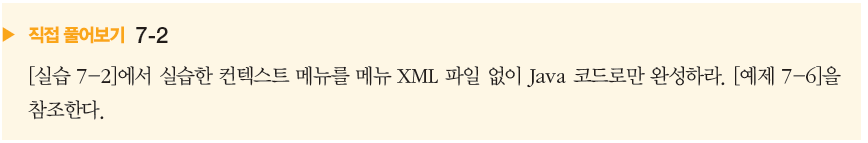 ▶ 직접 풀어보기 7-2
[실습 7-2]에서 실습한 컨텍스트 메뉴를 메뉴 XML 파일 없이 Java 코드로만 완성하라. [예제 7-6]을
참조한다.